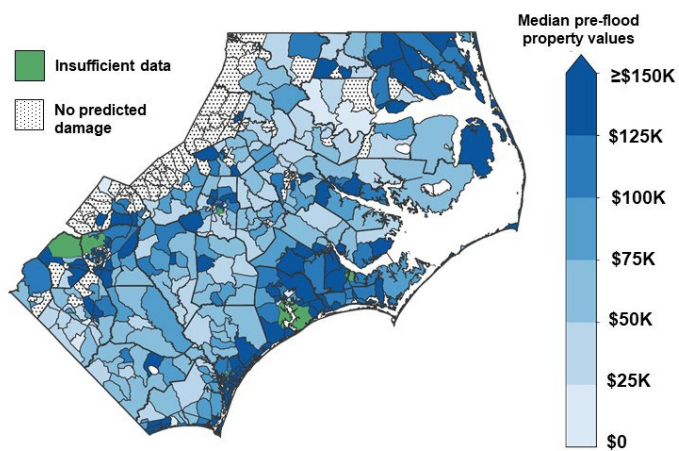 Median pre-flood
property values
Insufficient data
No predicted
damage
≥$150K
$125K
$100K
$75K
$50K
$25K
$0